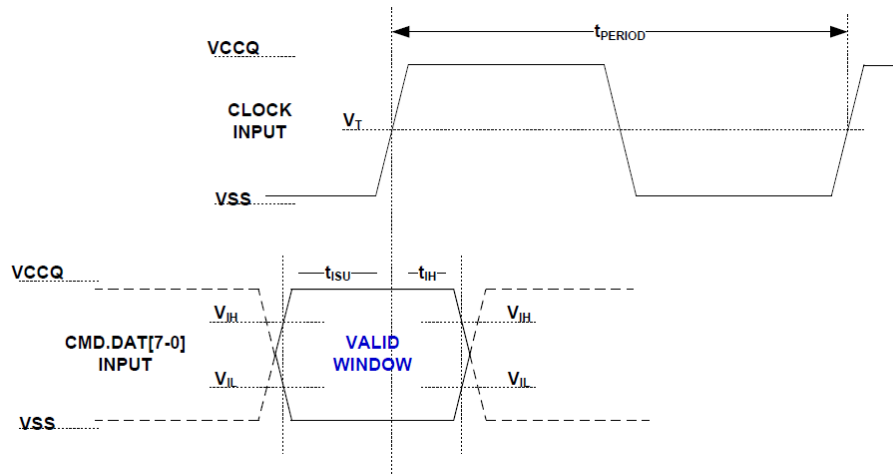 tPERIOD
VCCQ
CLOCK
INPUT
VT
VSS
tISU
tIH
VCCQ
VIH
VIH
CMD.DAT[7-0]
INPUT
VALID
WINDOW
VIL
VIL
VSS